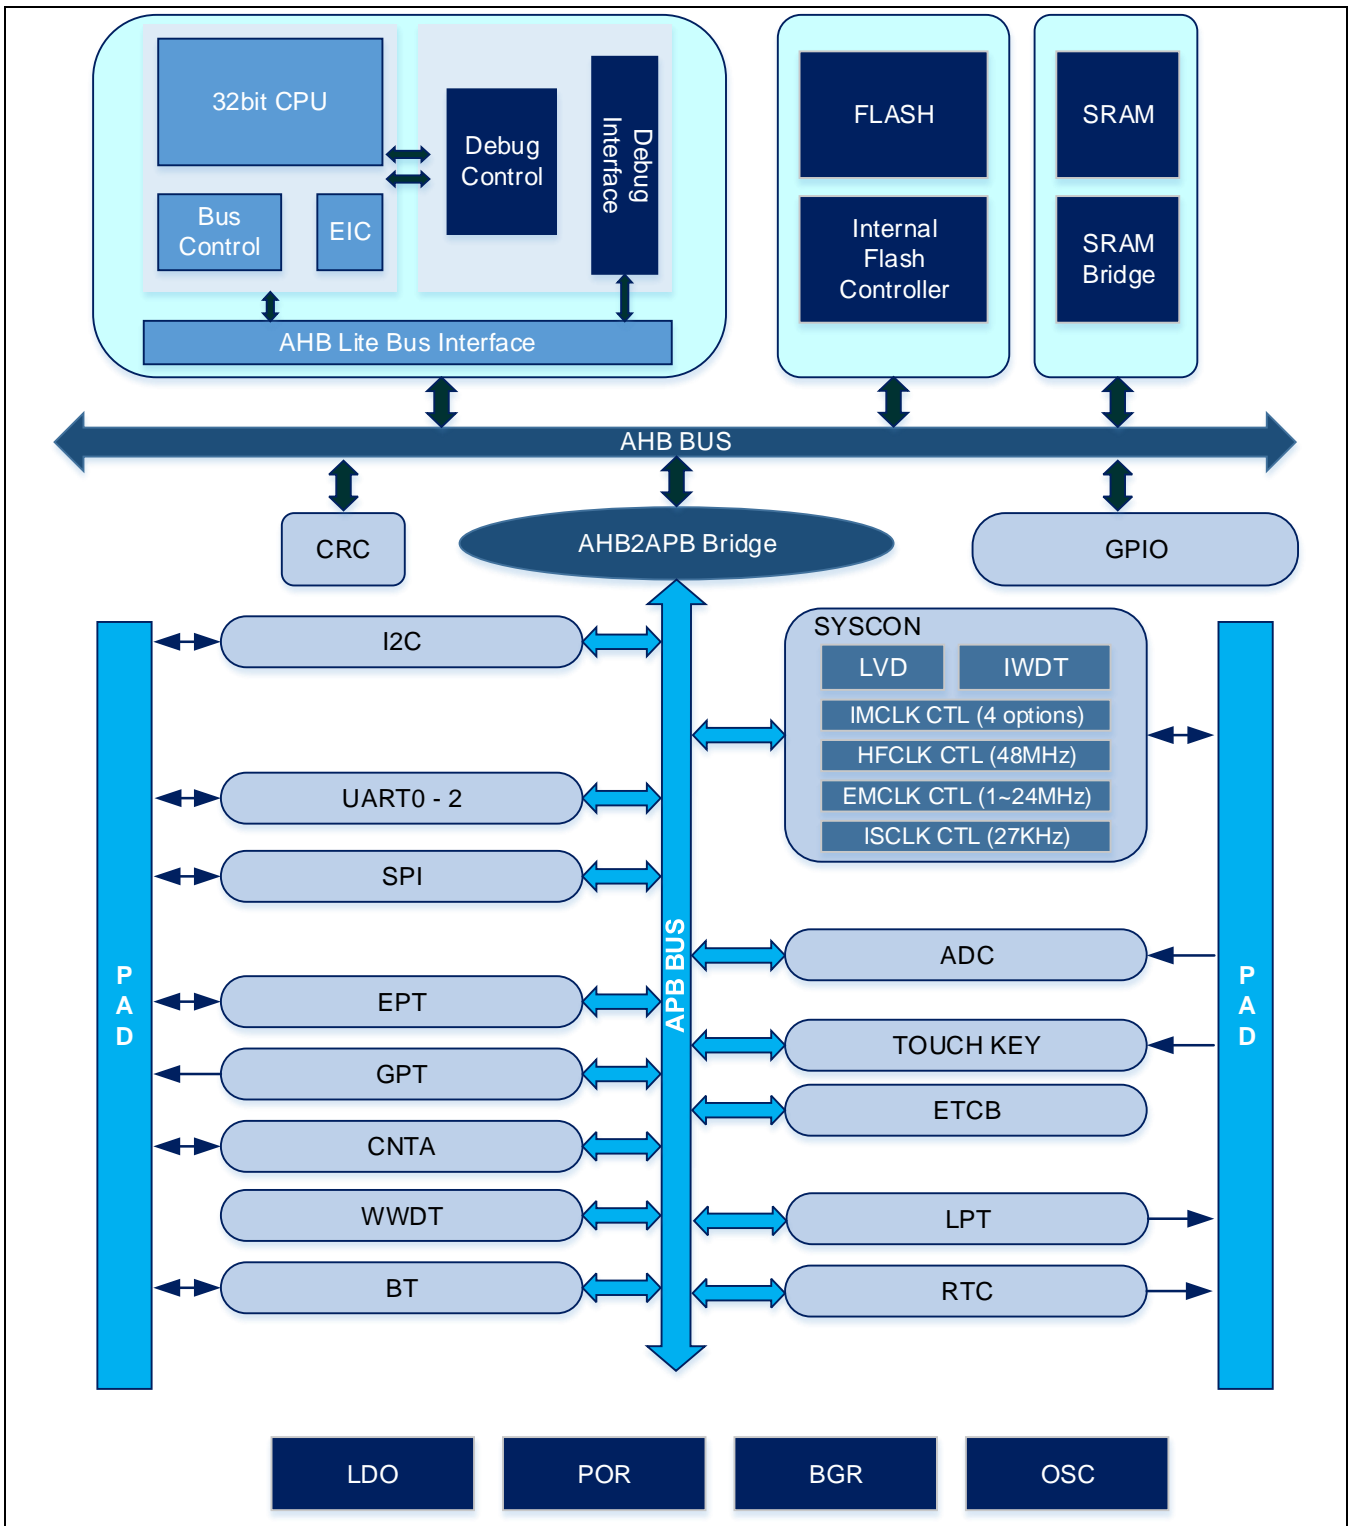 32bit CPU
Bus
Control
EIC
Debug
Control
Debug
Interface
AHB Lite Bus Interface
FLASH
Internal
Flash
Controller
SRAM
SRAM
Bridge
AHB BUS
CRC
AHB2APB Bridge
GPIO
PAD
I2C
UART0 - 2
SPI
EPT
GPT
CNTA
WWDT
BT
APB BUS
SYSCON
LVD
IWDT
IMCLK CTL (4 options)
HFCLK CTL (48MHz)
EMCLK CTL (1~24MHz)
ISCLK CTL (27KHz)
ADC
TOUCH KEY
ETCB
LPT
RTC
PAD
LDO
POR
BGR
OSC